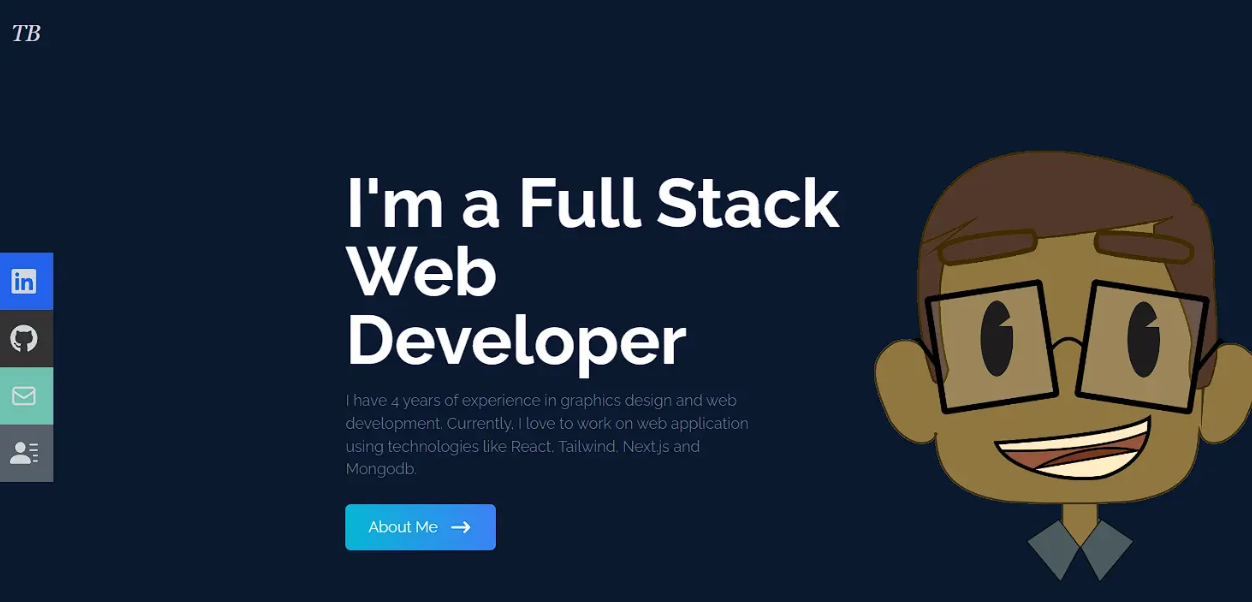 TB
I'm a Full Stack
Web
Developer
in
I have 4 years of experience in graphics design and web
development. Currently, I love to work on web application
using technologies like React, Tailwind, Next.js and
Mongodb.
About Me